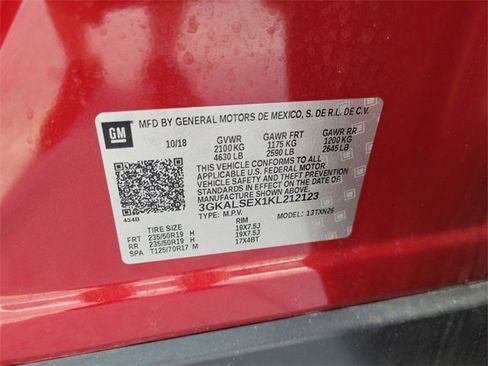 MFD BY GENERAL MOTORS DE MEXICO, S. DE R.L. DE C.V.
GM
10/18 GVWR GAWR FRT GAWR RR
2100 KG 1175 KG 1200 KG
4630 LB 2590 LB 2645 LB
THIS VEHICLE CONFORMS TO ALL
APPLICABLE U.S. FEDERAL MOTOR
VEHICLE SAFETY STANDARDS IN
EFFECT ON THE DATE OF
MANUFACTURE SHOWN ABOVE.
3GKALSEX1KL212123
TYPE: M.P.V. MODEL: 13TXN26
434B
TIRE SIZE RIM
FRT 235/50R19 H 19X7.5J
RR 235/50R19 H 19X7.5J
SPA T125/70R17 M 17X4BT